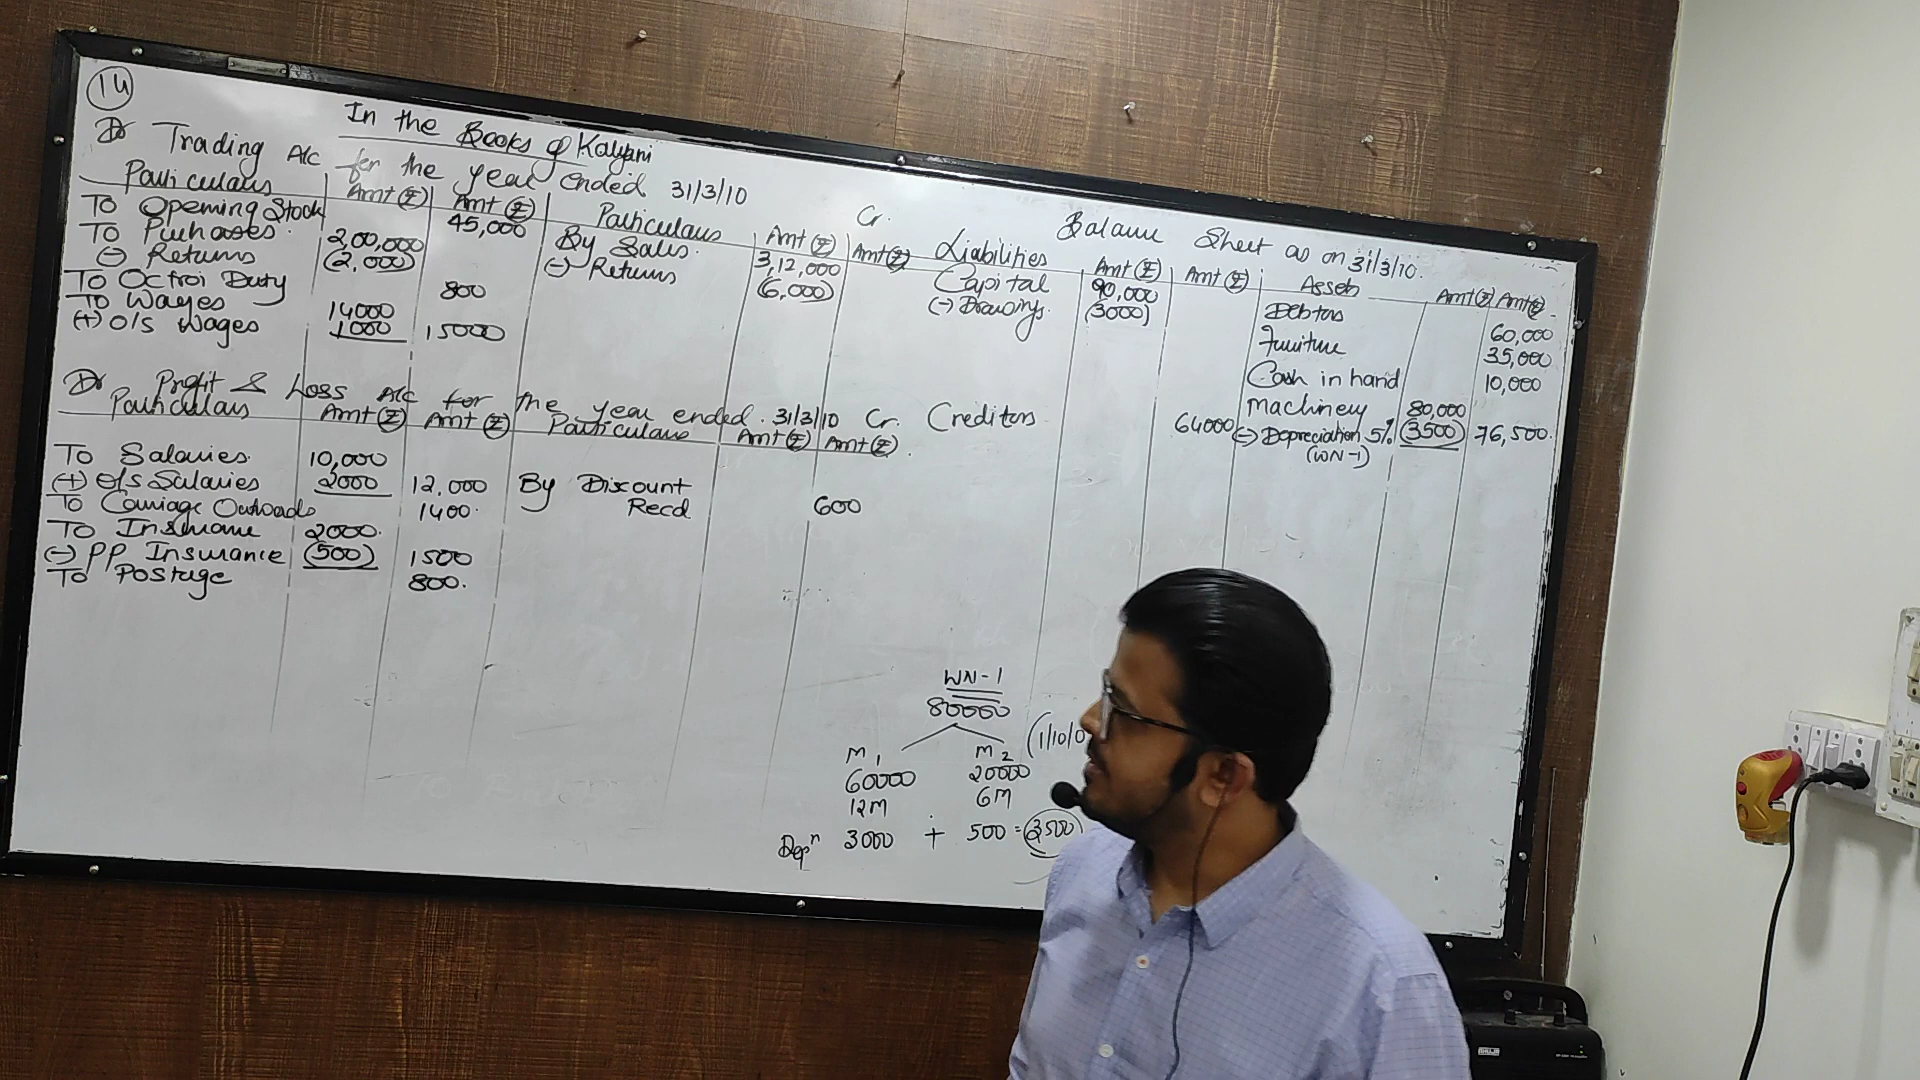 14
In the Books of Kalyani
Dr Trading A/c for the year ended 31/3/10 Cr.
Particulars Amt (₹) Amt (₹) Particulars Amt (₹) Amt (₹)
To Opening Stock 45,000 By Sales 3,12,000
To Purchases 2,00,000 (-) Returns (6,000)
(-) Returns (2,000)
To Octroi Duty 800
To Wages 14000
(+) O/s Wages 1000 15000
Dr Profit & Loss A/c for the year ended 31/3/10 Cr.
Particulars Amt (₹) Amt (₹) Particulars Amt (₹) Amt (₹)
To Salaries 10,000
(+) o/s Salaries 2000 12,000 By Discount
To Carriage Outwards 1400 Recd 600
To Insurance 2000
(-) PP Insurance (500) 1500
To Postage 800
Balance Sheet as on 31/3/10.
Liabilities Amt (₹) Amt (₹) Assets Amt (₹) Amt (₹)
Capital 90,000 Debtors 60,000
(-) Drawings (3000) Furniture 35,000
Cash in hand 10,000
Machinery 80,000
Creditors 64000 (-) Depreciation 5% (3500) 76,500
(WN-1)
WN-1
80000
M1 M2 (1/10/0
60000 20000
12M 6M
Depn 3000 + 500 = 3500